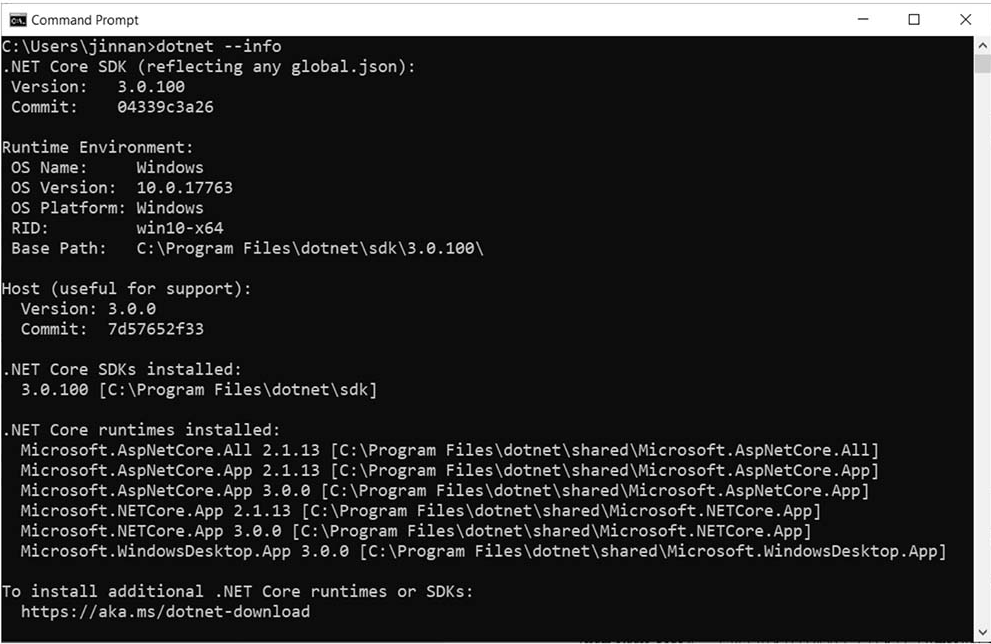 Command Prompt
C:\Users\jinnan>dotnet --info
.NET Core SDK (reflecting any global.json):
 Version:   3.0.100
 Commit:    04339c3a26

Runtime Environment:
 OS Name:     Windows
 OS Version:  10.0.17763
 OS Platform: Windows
 RID:         win10-x64
 Base Path:   C:\Program Files\dotnet\sdk\3.0.100\

Host (useful for support):
  Version: 3.0.0
  Commit:  7d57652f33

.NET Core SDKs installed:
  3.0.100 [C:\Program Files\dotnet\sdk]

.NET Core runtimes installed:
  Microsoft.AspNetCore.All 2.1.13 [C:\Program Files\dotnet\shared\Microsoft.AspNetCore.All]
  Microsoft.AspNetCore.App 2.1.13 [C:\Program Files\dotnet\shared\Microsoft.AspNetCore.App]
  Microsoft.AspNetCore.App 3.0.0 [C:\Program Files\dotnet\shared\Microsoft.AspNetCore.App]
  Microsoft.NETCore.App 2.1.13 [C:\Program Files\dotnet\shared\Microsoft.NETCore.App]
  Microsoft.NETCore.App 3.0.0 [C:\Program Files\dotnet\shared\Microsoft.NETCore.App]
  Microsoft.WindowsDesktop.App 3.0.0 [C:\Program Files\dotnet\shared\Microsoft.WindowsDesktop.App]

To install additional .NET Core runtimes or SDKs:
  https://aka.ms/dotnet-download